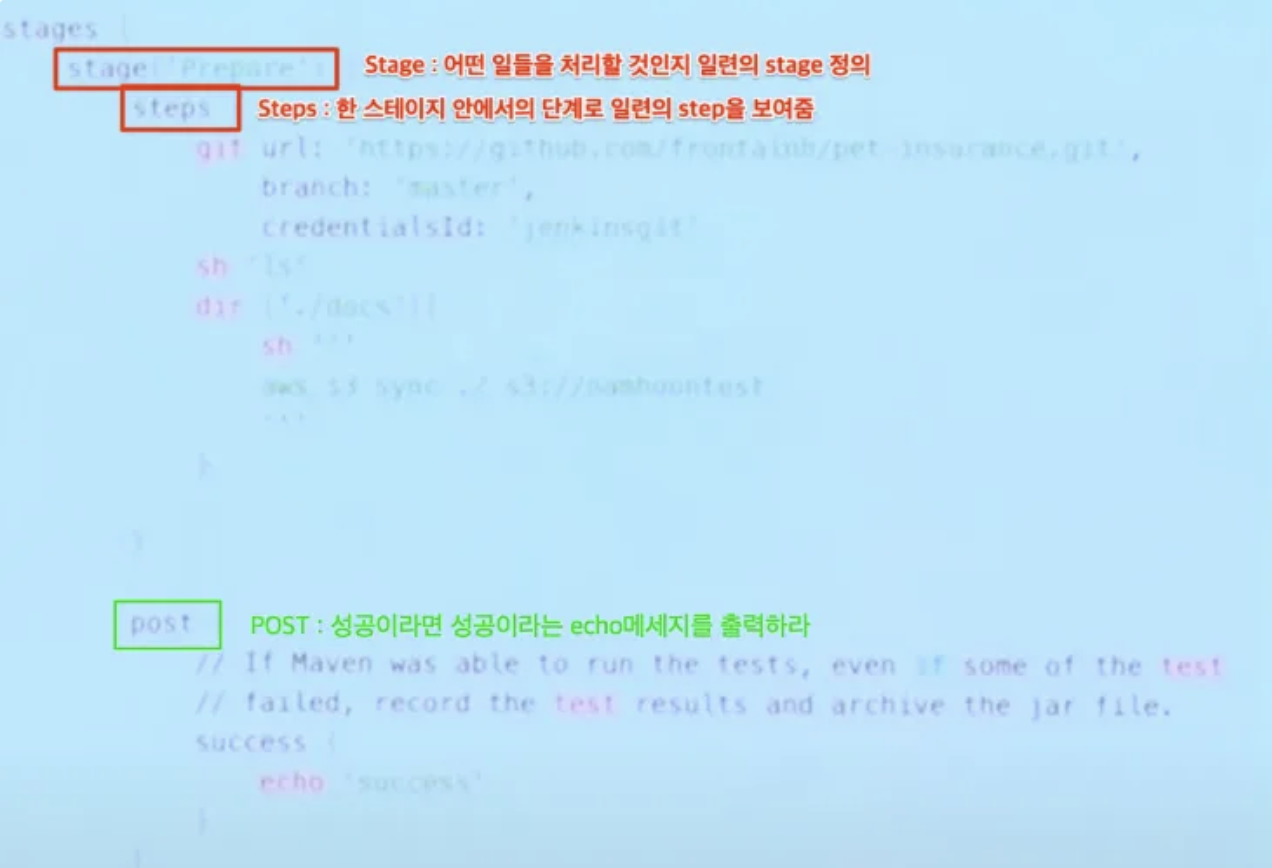 stages {
stage('Prepare') Stage : 어떤 일들을 처리할 것인지 일련의 stage 정의
steps Steps : 한 스테이지 안에서의 단계로 일련의 step을 보여줌
git url: 'https://github.com/frontainb/pet-insurance.git',
branch: 'master',
credentialsId: 'jenkinsgit'
sh 'ls'
dir ('./docs'){
sh '''
aws s3 sync ./ s3://namhuontest
'''
}
}
post POST : 성공이라면 성공이라는 echo메세지를 출력하라
// If Maven was able to run the tests, even if some of the test
// failed, record the test results and archive the jar file.
success {
echo 'success'
}
}